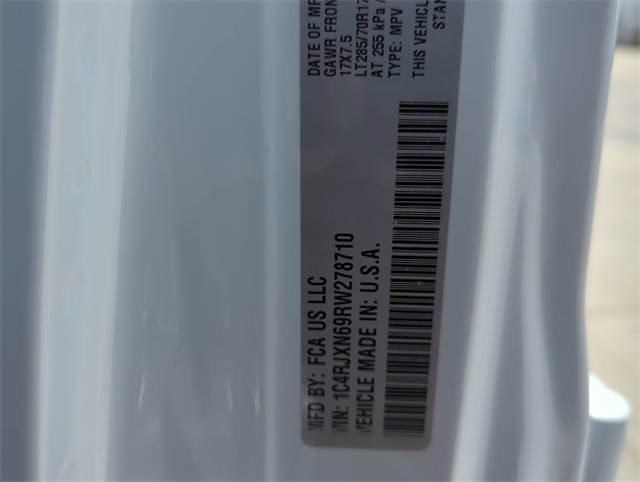 MFD BY: FCA US LLC
VIN: 1C4RJXN69RW278710
VEHICLE MADE IN: U.S.A.
DATE OF MF
GAWR FRON
17X7.5
LT285/70R17
AT 255 kPa /
TYPE: MPV
THIS VEHICL
STAN